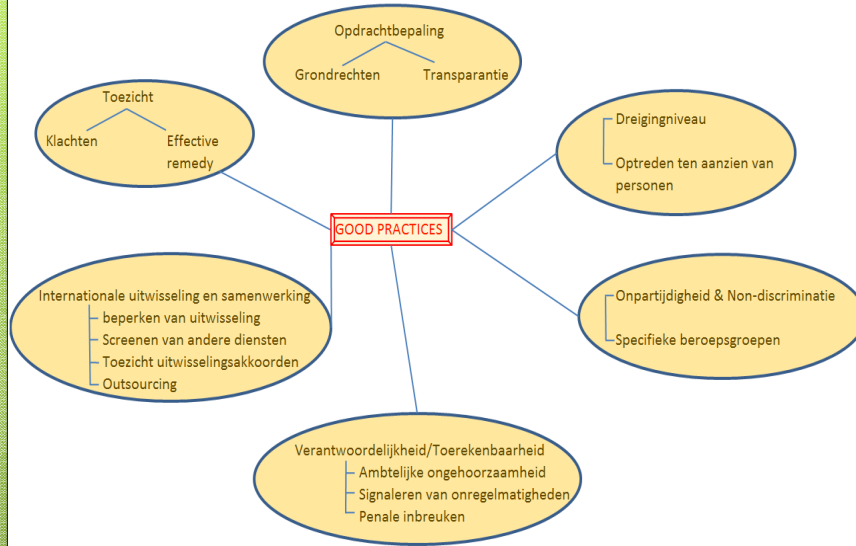 Opdrachtbepaling
Grondrechten
Transparantie
Toezicht
Klachten
Effective
remedy
Dreigingniveau
Optreden ten aanzien van
personen
GOOD PRACTICES
Internationale uitwisseling en samenwerking
beperken van uitwisseling
Screenen van andere diensten
Toezicht uitwisselingsakkoorden
Outsourcing
Onpartijdigheid & Non-discriminatie
Specifieke beroepsgroepen
Verantwoordelijkheid/Toerekenbaarheid
Ambtelijke ongehoorzaamheid
Signaleren van onregelmatigheden
Penale inbreuken